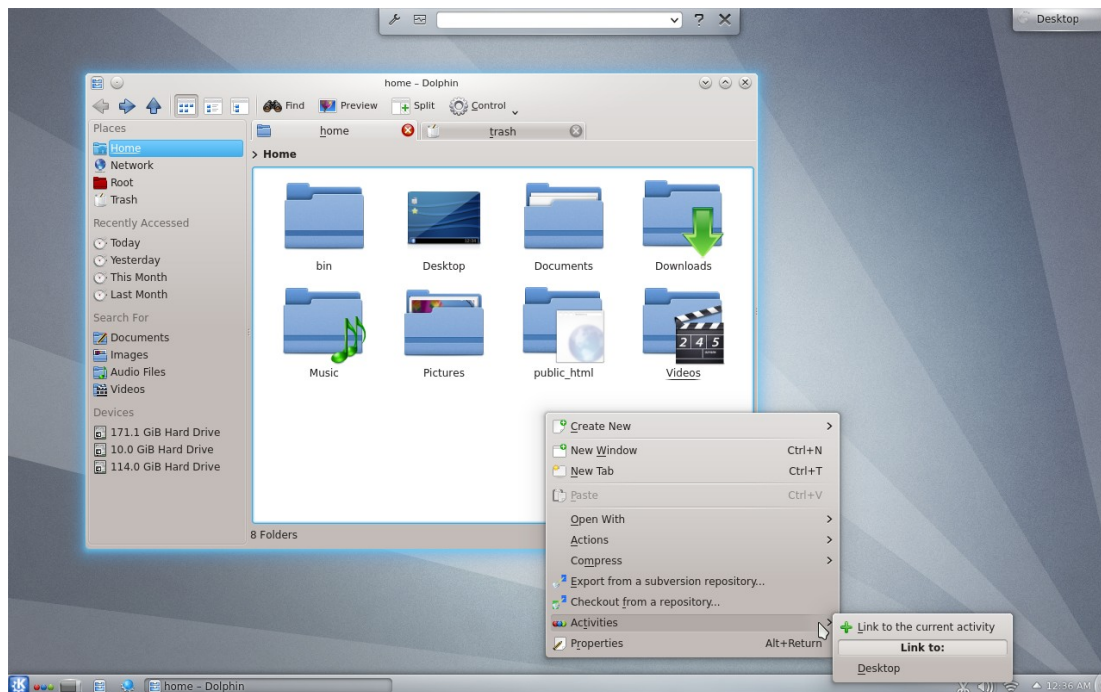 Desktop
home – Dolphin
Find
Preview
Split
Control
Places
Home
Network
Root
Trash
Recently Accessed
Today
Yesterday
This Month
Last Month
Search For
Documents
Images
Audio Files
Videos
Devices
171.1 GiB Hard Drive
10.0 GiB Hard Drive
114.0 GiB Hard Drive
home
trash
> Home
bin
Desktop
Documents
Downloads
Music
Pictures
public_html
2 4 5
Videos
8 Folders
Create New
New Window Ctrl+N
New Tab Ctrl+T
Paste Ctrl+V
Open With
Actions
Compress
Export from a subversion repository...
Checkout from a repository...
Activities
Properties Alt+Return
Link to the current activity
Link to:
Desktop
home – Dolphin
12:36 AM